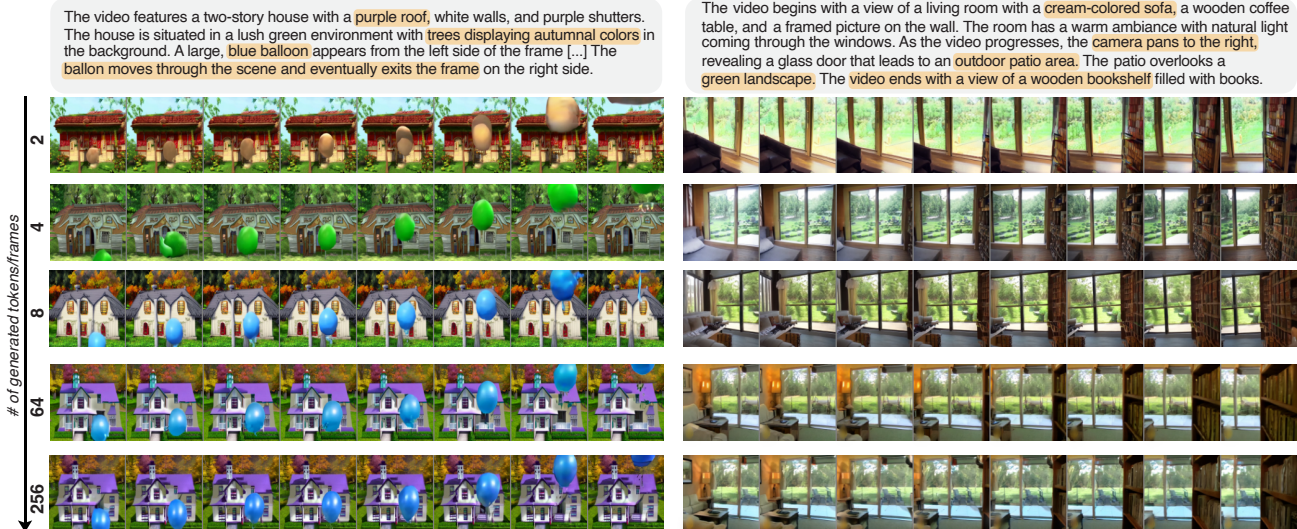 The video features a two-story house with a purple roof, white walls, and purple shutters.
The house is situated in a lush green environment with trees displaying autumnal colors in
the background. A large, blue balloon appears from the left side of the frame [...] The
ballon moves through the scene and eventually exits the frame on the right side.
The video begins with a view of a living room with a cream-colored sofa, a wooden coffee
table, and a framed picture on the wall. The room has a warm ambiance with natural light
coming through the windows. As the video progresses, the camera pans to the right,
revealing a glass door that leads to an outdoor patio area. The patio overlooks a
green landscape. The video ends with a view of a wooden bookshelf filled with books.
# of generated tokens/frames
2
4
8
64
256